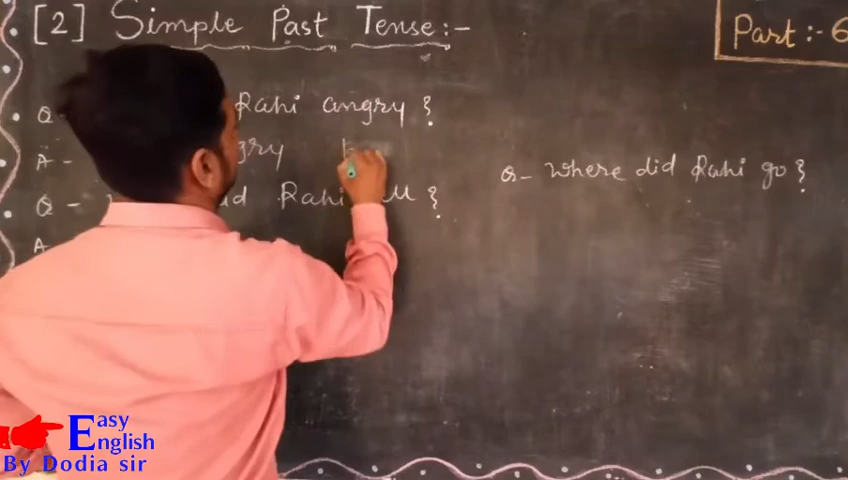 [2] Simple Past Tense:-
Part:-6
Q Rahi angry?
A - gry
Q - did Rahi ?
A
Q- Where did Rahi go?
Easy
English
By Dodia sir